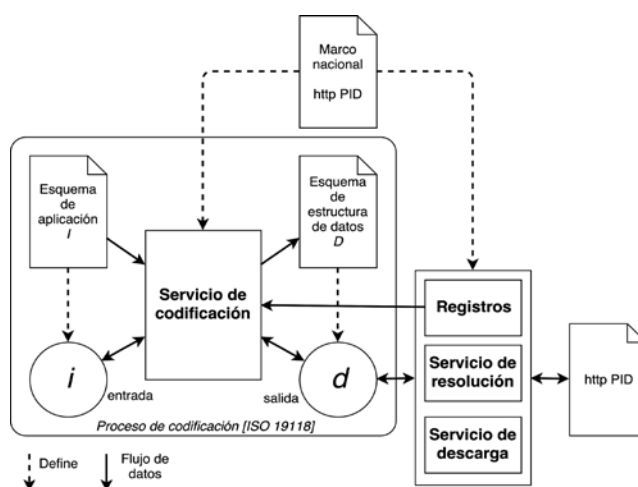 Marco
nacional
http PID
Esquema
de
aplicación
I
Esquema
de
estructura
de datos
D
Servicio de
codificación
Registros
Servicio de
resolución
Servicio de
descarga
http PID
i
entrada
d
salida
Proceso de codificación [ISO 19118]
Define
Flujo de
datos